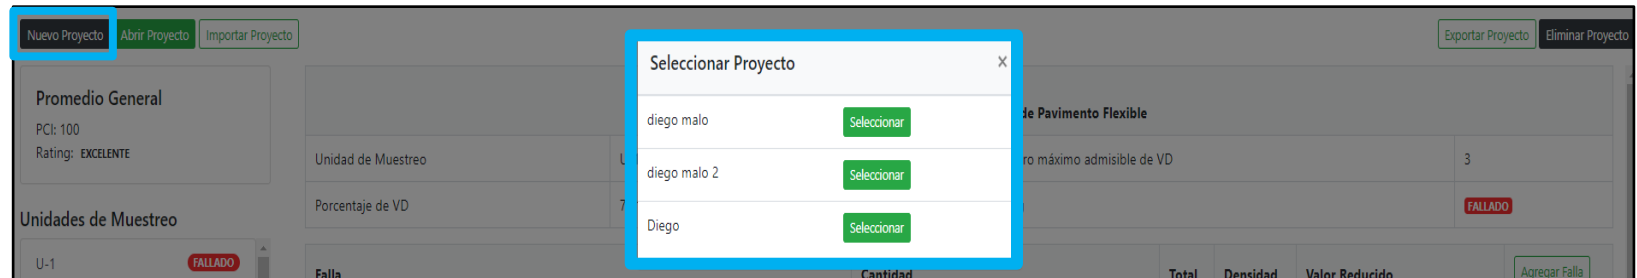 Nuevo Proyecto Abrir Proyecto Importar Proyecto Exportar Proyecto Eliminar Proyecto
Seleccionar Proyecto ×
Promedio General
PCI: 100
Rating: EXCELENTE
diego malo Seleccionar
de Pavimento Flexible
Unidad de Muestreo
diego malo 2 Seleccionar
máximo admisible de VD 3
Porcentaje de VD 7
Diego Seleccionar
FALLADO
Unidades de Muestreo
U-1 FALLADO
Falla Cantidad Total Densidad Valor Reducido Agregar Falla